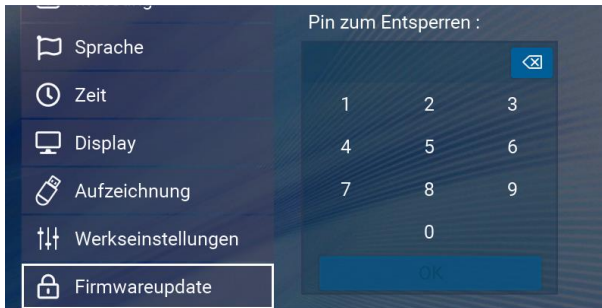 Sprache
Zeit
Display
Aufzeichnung
Werkseinstellungen
Firmwareupdate
Pin zum Entsperren :
1 2 3
4 5 6
7 8 9
0
OK